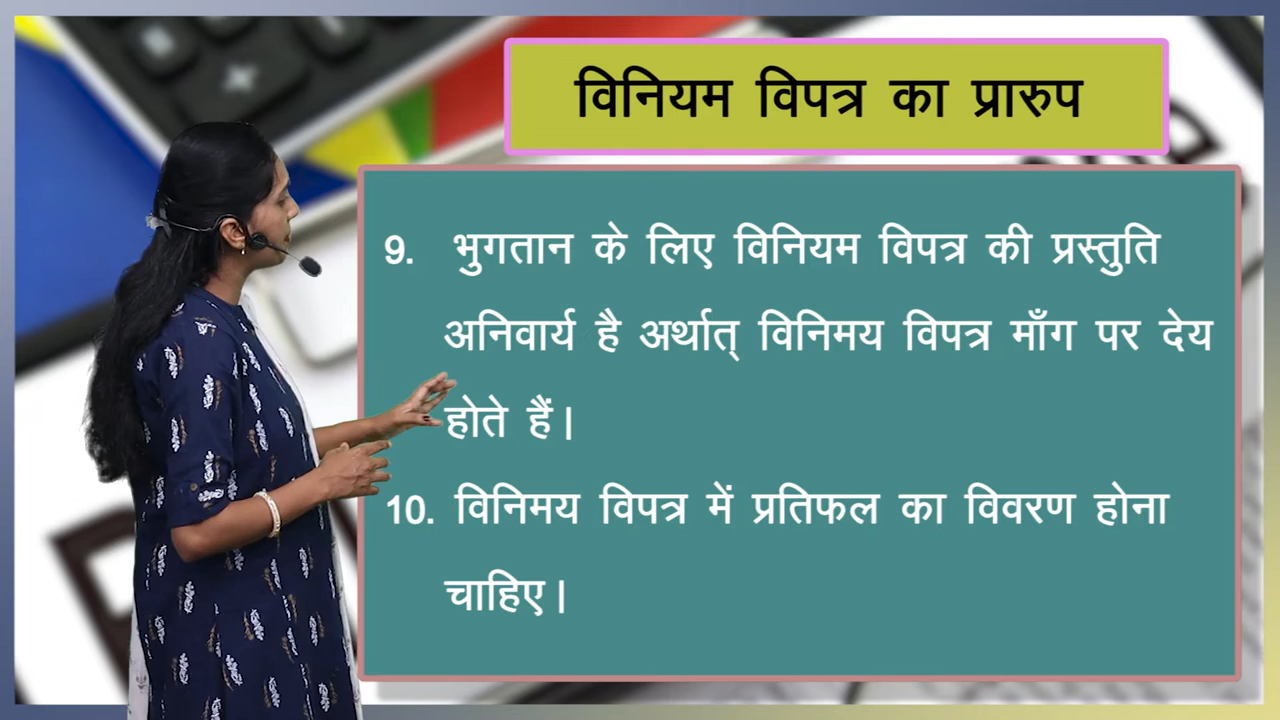 विनियम विपत्र का प्रारुप
9. भुगतान के लिए विनियम विपत्र की प्रस्तुति
अनिवार्य है अर्थात् विनिमय विपत्र माँग पर देय
होते हैं।
10. विनिमय विपत्र में प्रतिफल का विवरण होना
चाहिए।